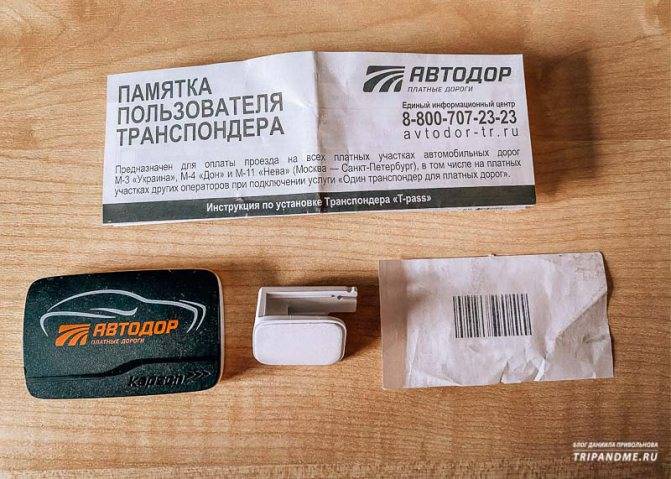 ПАМЯТКА
ПОЛЬЗОВАТЕЛЯ
ТРАНСПОНДЕРА
АВТОДОР
ПЛАТНЫЕ ДОРОГИ
Единый информационный центр
8-800-707-23-23
avtodor-tr.ru
Предназначен для оплаты проезда на всех платных участках автомобильных дорог
М-3 «Украина», М-4 «Дон» и М-11 «Нева» (Москва — Санкт-Петербург), в том числе на платных
участках других операторов при подключении услуги «Один транспондер для платных дорог».
Инструкция по установке Транспондера «T-pass»
АВТОДОР
ПЛАТНЫЕ ДОРОГИ
карбон
БЛОГ ДАНИИЛА ПРИВОЛЬНОВА
TRIPANDME.RU